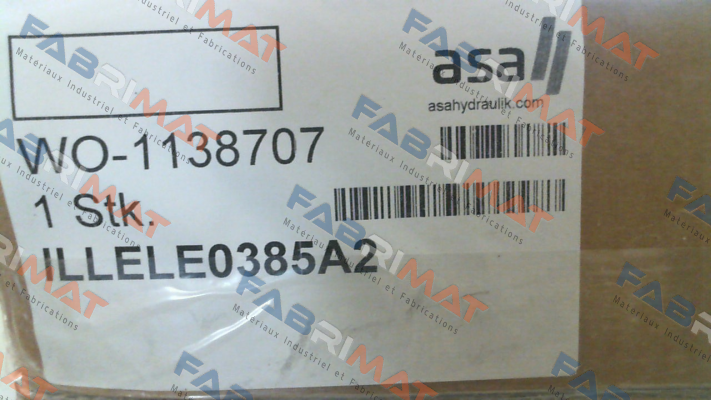 asa
asahydraulik.com
WO-1138707
1 Stk.
ILLELE0385A2
FABRIMAT
Materiaux Industriel et Fabrications